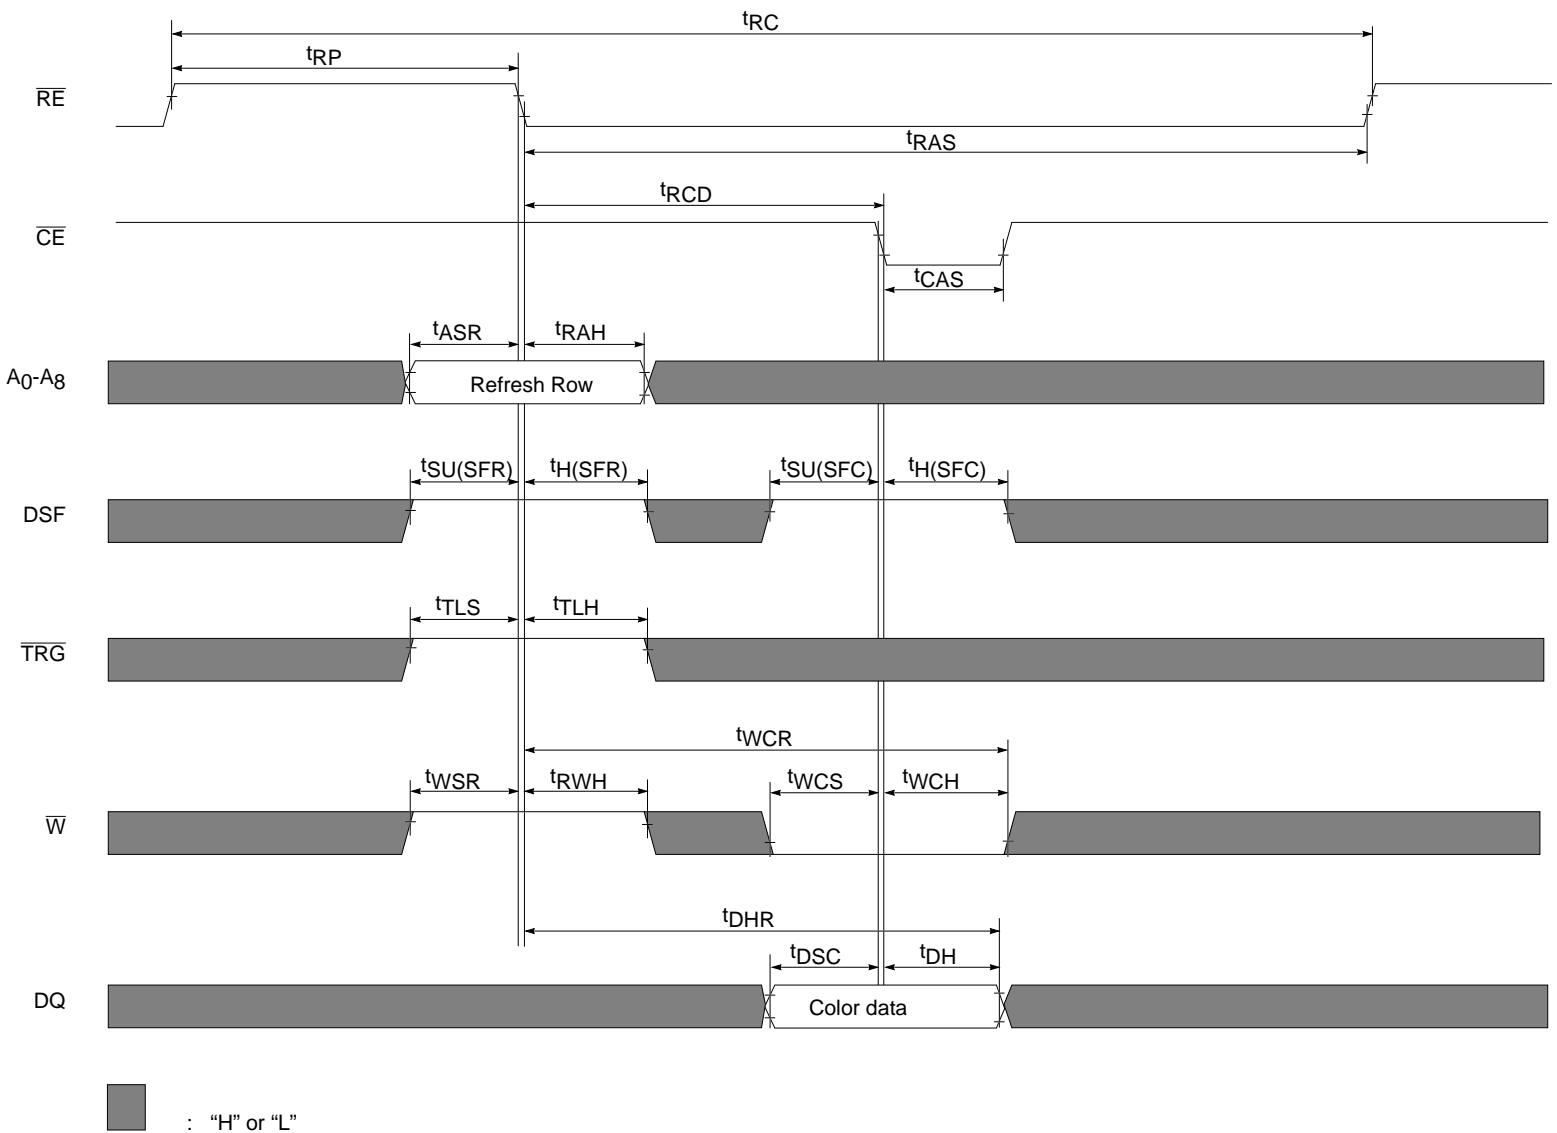 tRC
tRP
RE
tRAS
tRCD
CE
tCAS
tASR tRAH
A0-A8 Refresh Row
tSU(SFR) tH(SFR) tSU(SFC) tH(SFC)
DSF
tTLS tTLH
TRG
tWCR
tWSR tRWH tWCS tWCH
W
tDHR
tDSC tDH
DQ Color data
: “H” or “L”